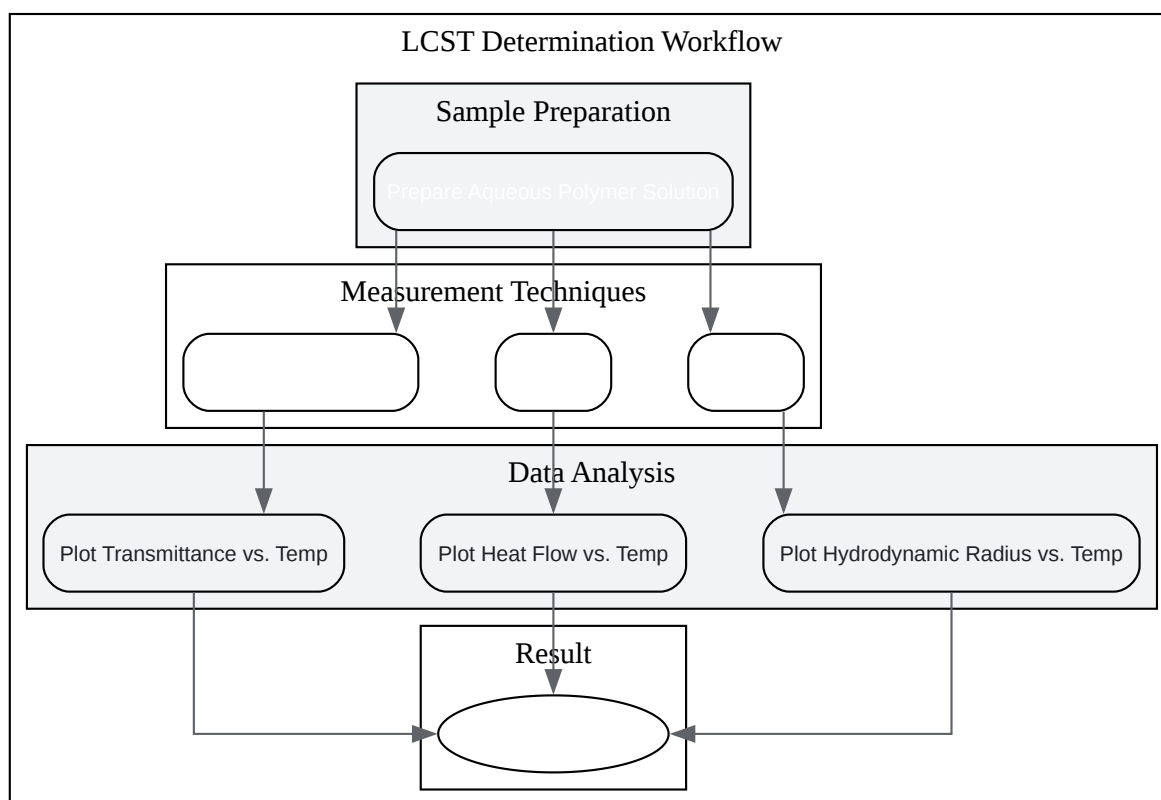 LCST Determination Workflow
Sample Preparation
Prepare Aqueous Polymer Solution
Measurement Techniques
Data Analysis
Plot Transmittance vs. Temp
Plot Heat Flow vs. Temp
Plot Hydrodynamic Radius vs. Temp
Result